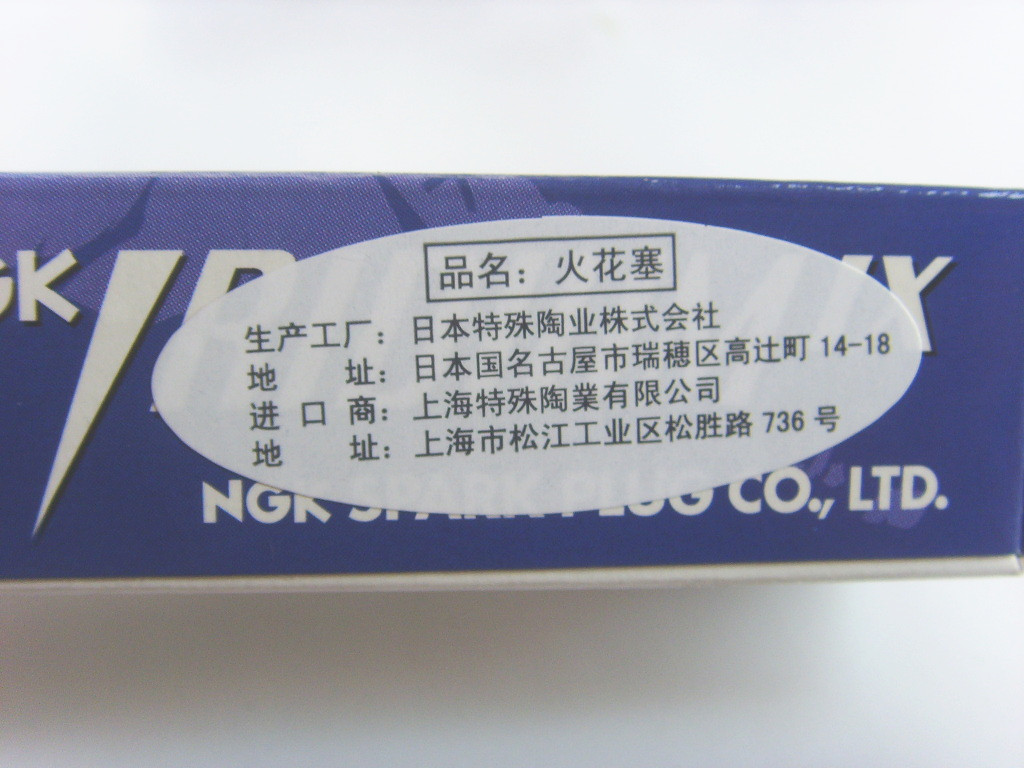 品名：火花塞
生产工厂：日本特殊陶业株式会社
地 址：日本国名古屋市瑞穗区高辻町 14-18
进 口 商：上海特殊陶業有限公司
地 址：上海市松江工业区松胜路 736 号
NGK
IX
NGK SPARK PLUG CO., LTD.